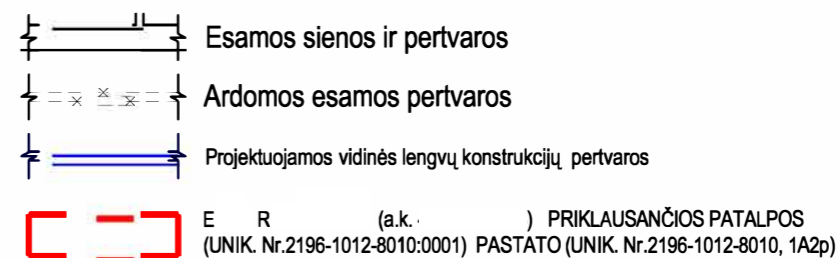 Esamos sienos ir pertvaros
Ardomos esamos pertvaros
Projektuojamos vidinės lengvų konstrukcijų pertvaros
E R (a.k. ) PRIKLAUSANČIOS PATALPOS
(UNIK. Nr.2196-1012-8010:0001) PASTATO (UNIK. Nr.2196-1012-8010, 1A2p)